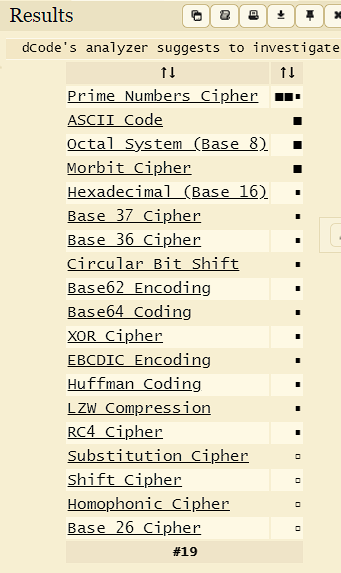 Results
dCode's analyzer suggests to investigate
↑↓ ↑↓
Prime Numbers Cipher ■■▪
ASCII Code ■
Octal System (Base 8) ■
Morbit Cipher ■
Hexadecimal (Base 16) ▪
Base 37 Cipher ▪
Base 36 Cipher ▪
Circular Bit Shift ▪
Base62 Encoding ▪
Base64 Coding ▪
XOR Cipher ▪
EBCDIC Encoding ▪
Huffman Coding ▪
LZW Compression ▪
RC4 Cipher ▪
Substitution Cipher ▫
Shift Cipher ▫
Homophonic Cipher ▫
Base 26 Cipher ▫
#19